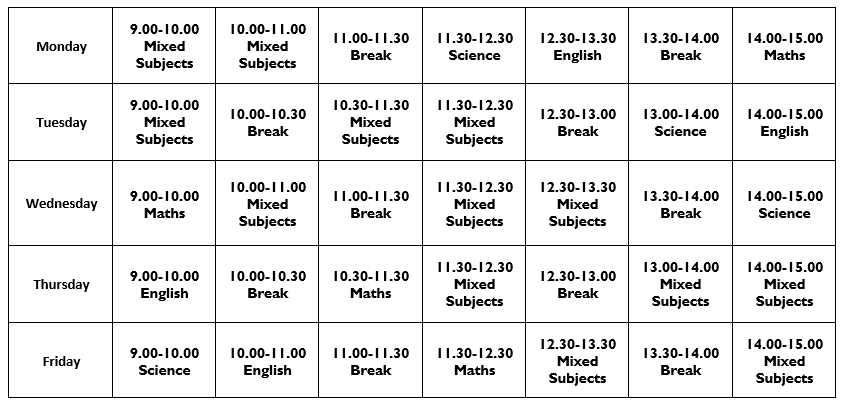 Monday
9.00-10.00
Mixed
Subjects
10.00-11.00
Mixed
Subjects
11.00-11.30
Break
11.30-12.30
Science
12.30-13.30
English
13.30-14.00
Break
14.00-15.00
Maths
Tuesday
9.00-10.00
Mixed
Subjects
10.00-10.30
Break
10.30-11.30
Mixed
Subjects
11.30-12.30
Mixed
Subjects
12.30-13.00
Break
13.00-14.00
Science
14.00-15.00
English
Wednesday
9.00-10.00
Maths
10.00-11.00
Mixed
Subjects
11.00-11.30
Break
11.30-12.30
Mixed
Subjects
12.30-13.30
Mixed
Subjects
13.30-14.00
Break
14.00-15.00
Science
Thursday
9.00-10.00
English
10.00-10.30
Break
10.30-11.30
Maths
11.30-12.30
Mixed
Subjects
12.30-13.00
Break
13.00-14.00
Mixed
Subjects
14.00-15.00
Mixed
Subjects
Friday
9.00-10.00
Science
10.00-11.00
English
11.00-11.30
Break
11.30-12.30
Maths
12.30-13.30
Mixed
Subjects
13.30-14.00
Break
14.00-15.00
Mixed
Subjects